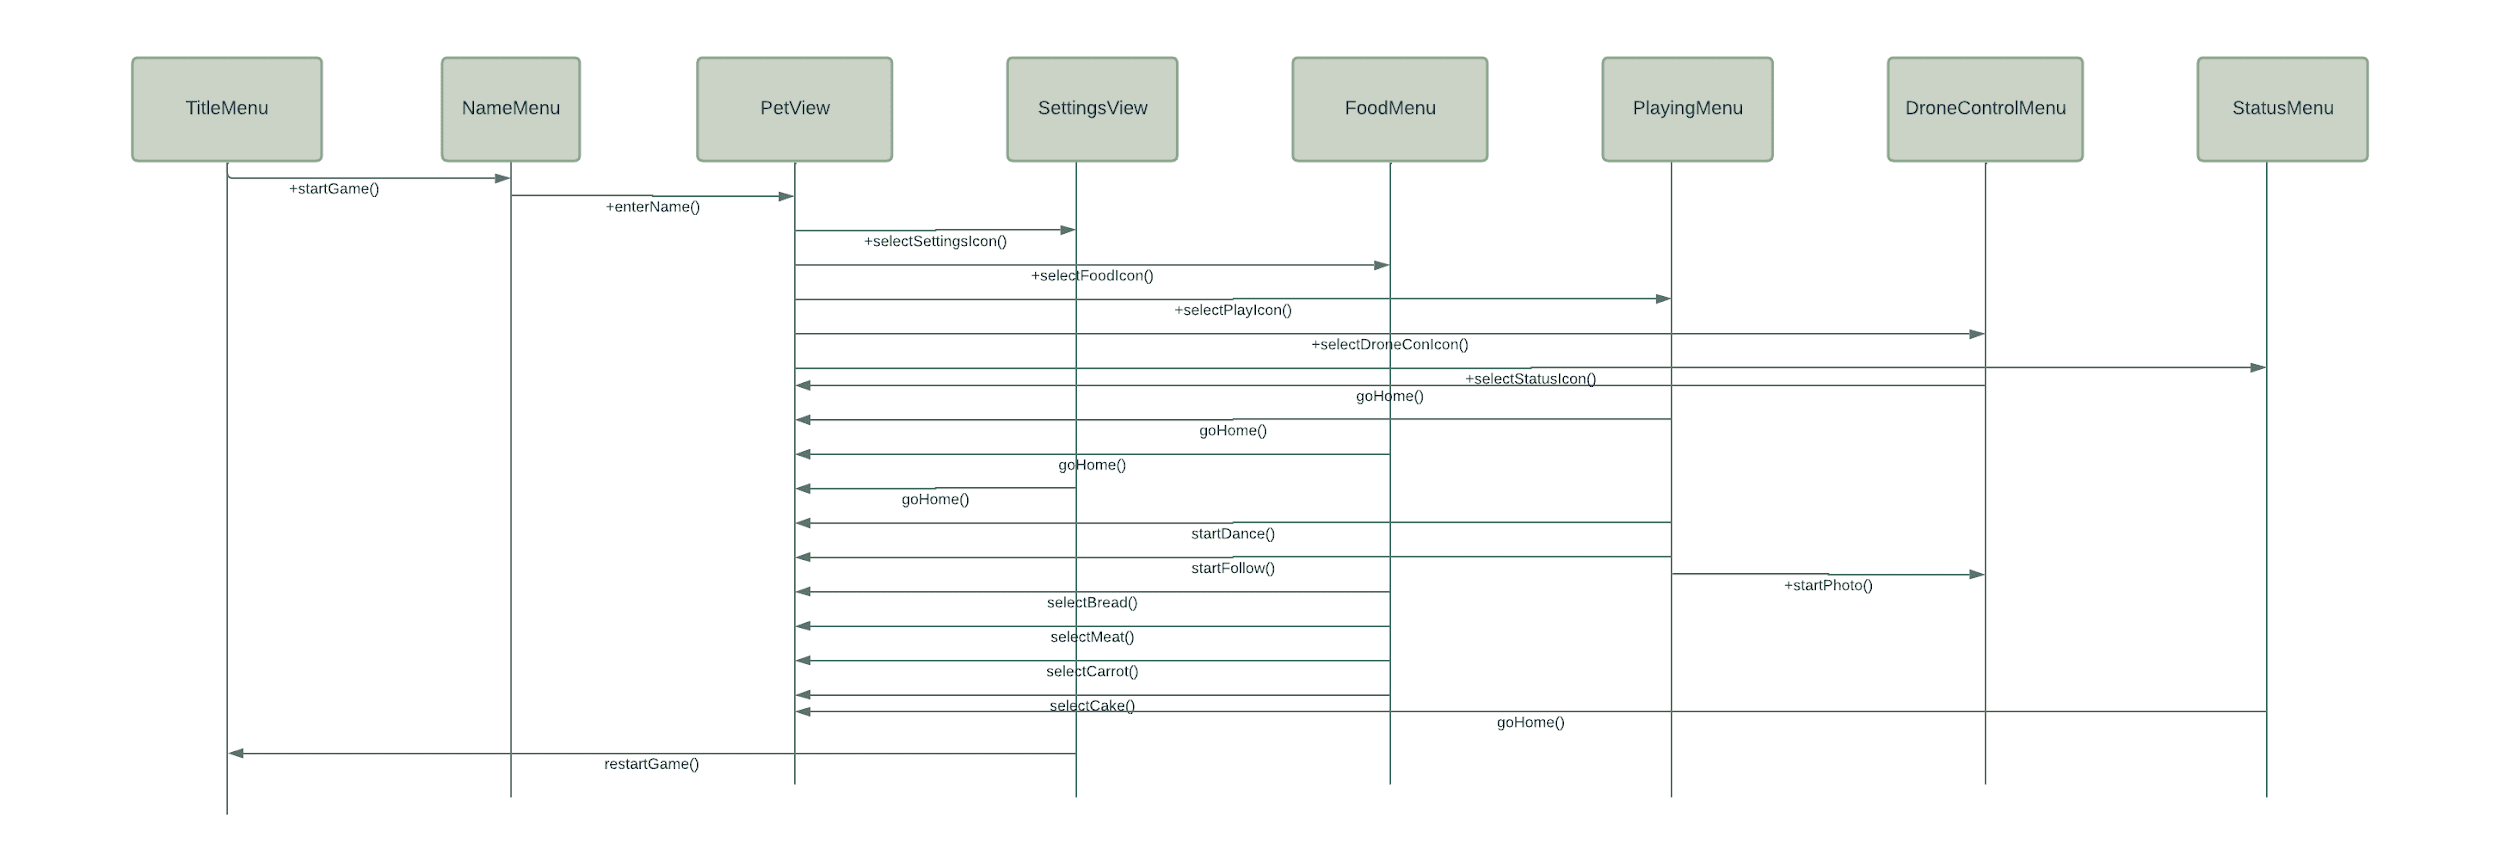 TitleMenu
NameMenu
PetView
SettingsView
FoodMenu
PlayingMenu
DroneControlMenu
StatusMenu
+startGame()
+enterName()
+selectSettingsIcon()
+selectFoodIcon()
+selectPlayIcon()
+selectDroneConIcon()
+selectStatusIcon()
goHome()
goHome()
goHome()
goHome()
startDance()
startFollow()
+startPhoto()
selectBread()
selectMeat()
selectCarrot()
selectCake()
goHome()
restartGame()